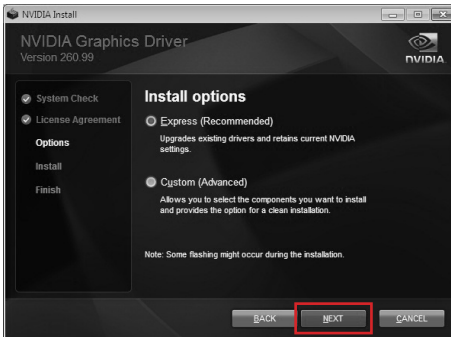 NVIDIA Install
NVIDIA Graphics Driver
Version 260.99
NVIDIA
System Check
License Agreement
Options
Install
Finish
Install options
Express (Recommended)
Upgrades existing drivers and retains current NVIDIA
settings.
Custom (Advanced)
Allows you to select the components you want to install
and provides the option for a clean installation.
Note: Some flashing might occur during the installation.
BACK
NEXT
CANCEL